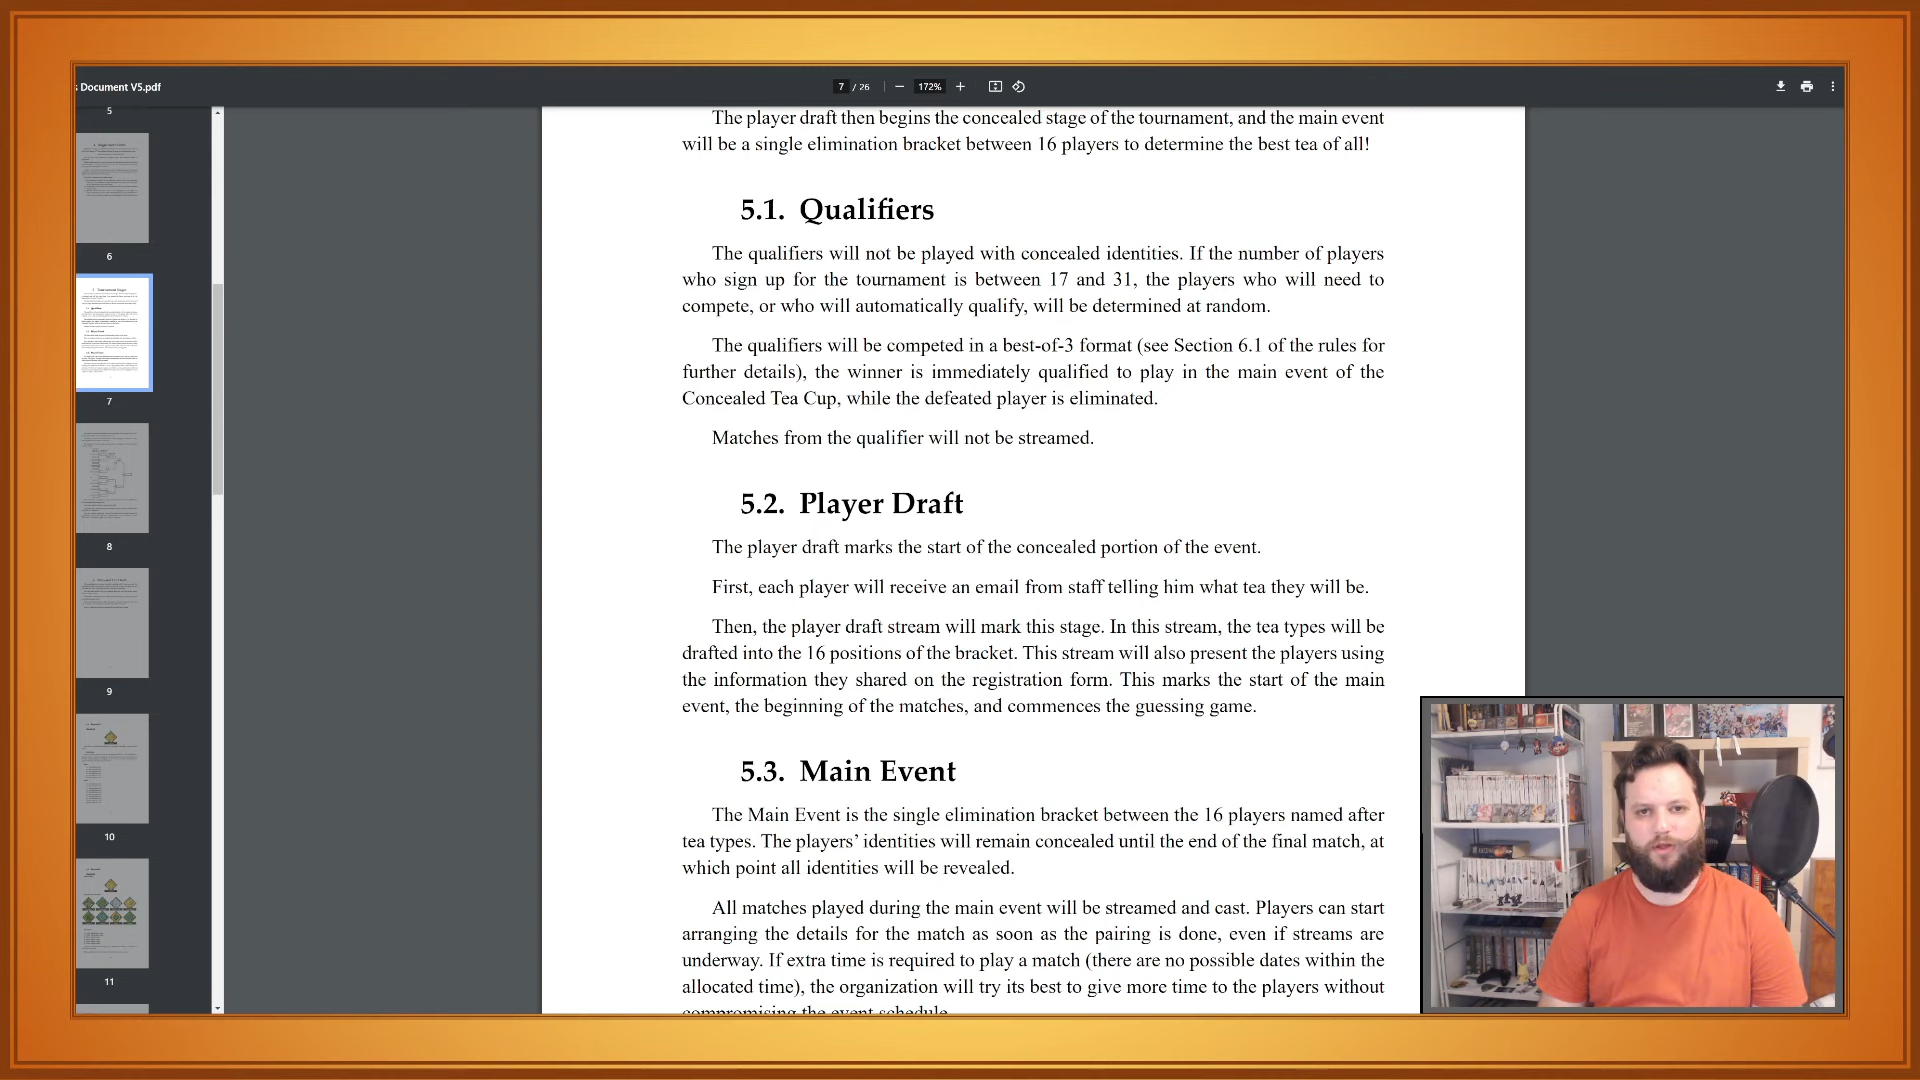 s Document V5.pdf
7 / 26
172%
5
6
7
8
9
10
11
The player draft then begins the concealed stage of the tournament, and the main event
will be a single elimination bracket between 16 players to determine the best tea of all!
5.1. Qualifiers
The qualifiers will not be played with concealed identities. If the number of players
who sign up for the tournament is between 17 and 31, the players who will need to
compete, or who will automatically qualify, will be determined at random.
The qualifiers will be competed in a best-of-3 format (see Section 6.1 of the rules for
further details), the winner is immediately qualified to play in the main event of the
Concealed Tea Cup, while the defeated player is eliminated.
Matches from the qualifier will not be streamed.
5.2. Player Draft
The player draft marks the start of the concealed portion of the event.
First, each player will receive an email from staff telling him what tea they will be.
Then, the player draft stream will mark this stage. In this stream, the tea types will be
drafted into the 16 positions of the bracket. This stream will also present the players using
the information they shared on the registration form. This marks the start of the main
event, the beginning of the matches, and commences the guessing game.
5.3. Main Event
The Main Event is the single elimination bracket between the 16 players named after
tea types. The players’ identities will remain concealed until the end of the final match, at
which point all identities will be revealed.
All matches played during the main event will be streamed and cast. Players can start
arranging the details for the match as soon as the pairing is done, even if streams are
underway. If extra time is required to play a match (there are no possible dates within the
allocated time), the organization will try its best to give more time to the players without
compromising the event schedule.